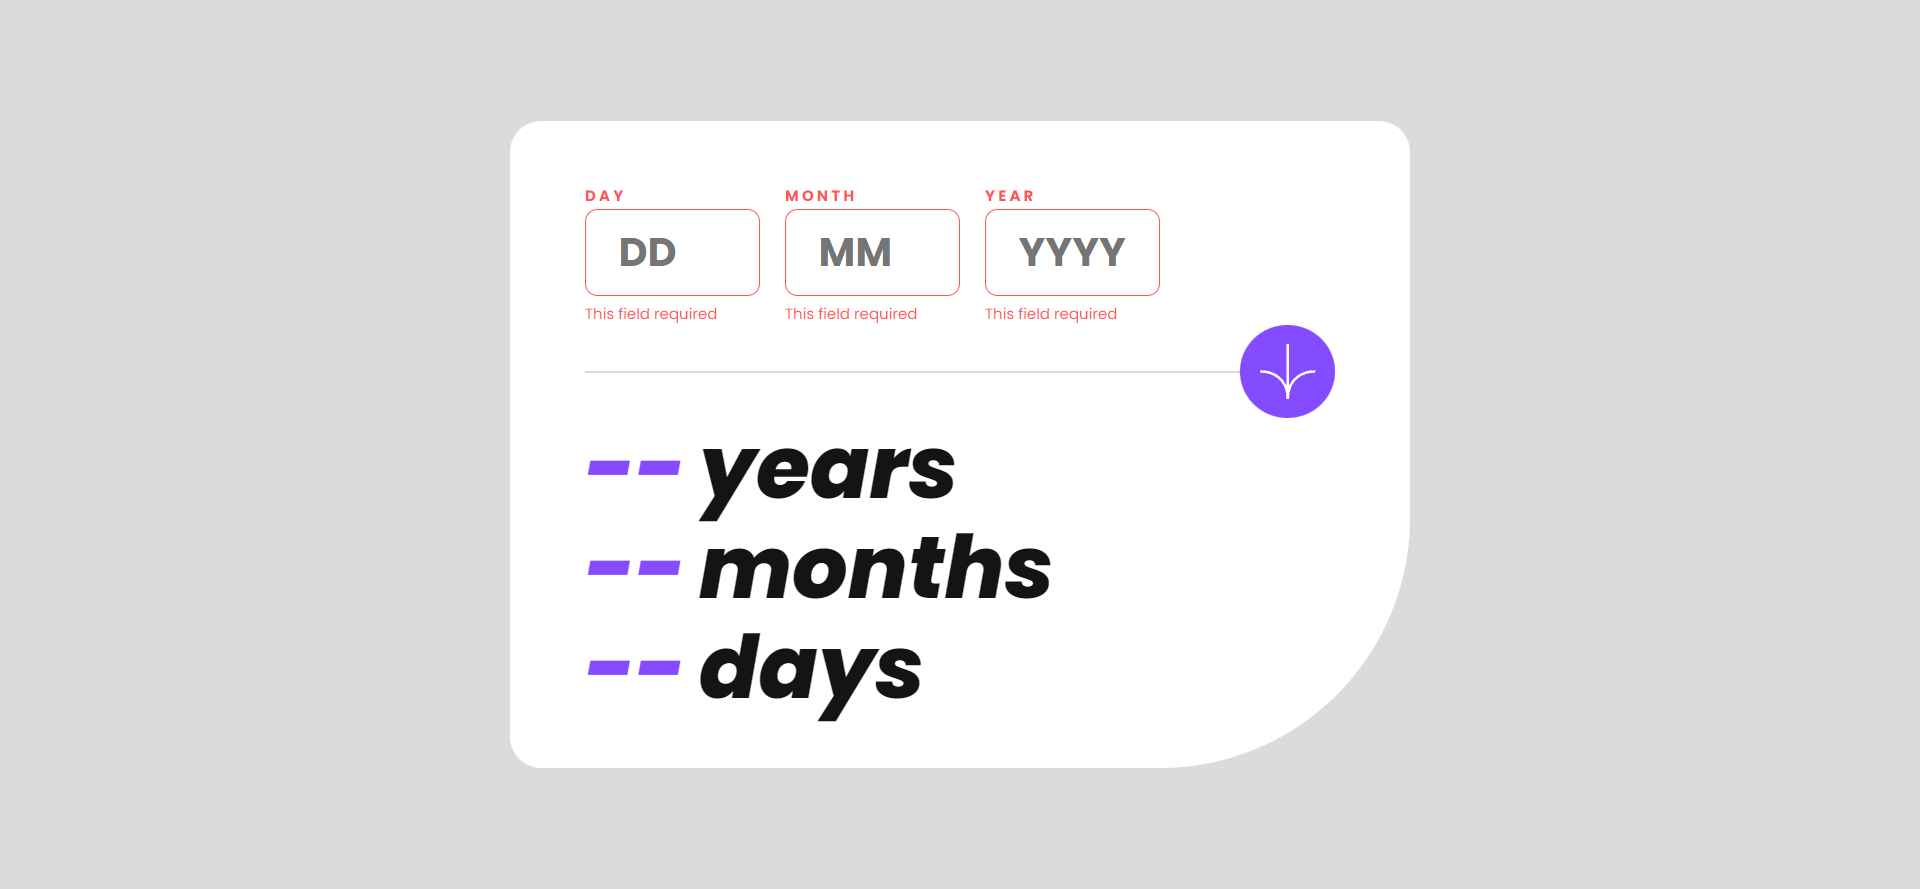 DAY MONTH YEAR
DD MM YYYY
This field required This field required This field required
-- years
-- months
-- days